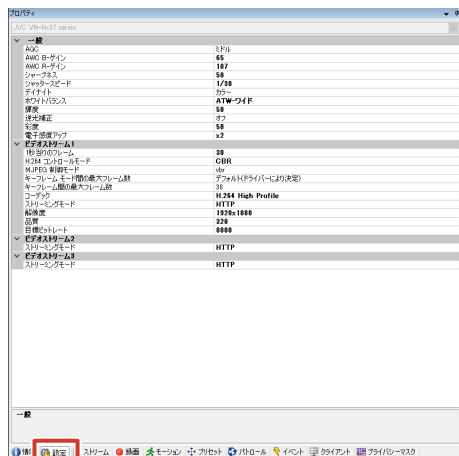 プロパティ
JVC VN-Hx37 series
一般
AGC ミドル
AWC B-ゲイン 65
AWC R-ゲイン 107
シャープネス 50
シャッタースピード 1/30
デイナイト カラー
ホワイトバランス ATW-ワイド
輝度 50
逆光補正 オフ
彩度 50
電子感度アップ x2
ビデオストリーム1
1秒当りのフレーム 30
H.264 コントロールモード CBR
MJPEG 制御モード vbr
キーフレーム モード間の最大フレーム数 デフォルト(ドライバーにより決定)
キーフレーム間の最大フレーム数 30
コーデック H.264 High Profile
ストリーミングモード HTTP
解像度 1920x1080
品質 320
目標ビットレート 8000
ビデオストリーム2
ストリーミングモード HTTP
ビデオストリーム3
ストリーミングモード HTTP
一般
設定 ストリーム 録画 モーション プリセット パトロール イベント クライアント プライバシーマスク